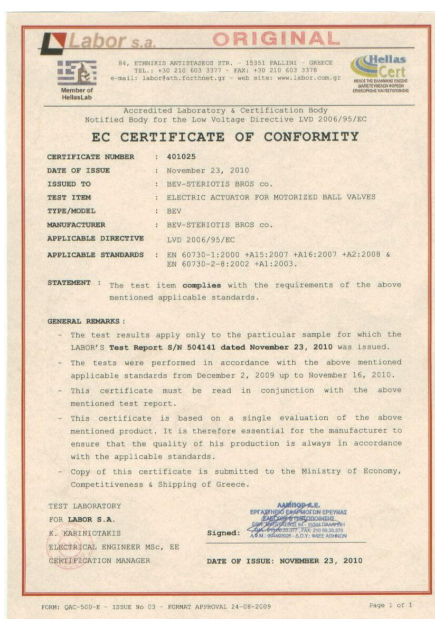 Labor s.a.
ORIGINAL
84, ETHNIKIS ANTISTASEOS STR. - 15351 PALLINI - GREECE
TEL.: +30 210 603 3377 - FAX: +30 210 603 3378
e-mail: labor@ath.forthnet.gr - web site: www.labor.com.gr
Member of
HellasLab
Hellas
Cert
Accredited Laboratory & Certification Body
Notified Body for the Low Voltage Directive LVD 2006/95/EC
EC CERTIFICATE OF CONFORMITY
CERTIFICATE NUMBER : 401025
DATE OF ISSUE : November 23, 2010
ISSUED TO : BEV-STERIOTIS BROS co.
TEST ITEM : ELECTRIC ACTUATOR FOR MOTORIZED BALL VALVES
TYPE/MODEL : BEV
MANUFACTURER : BEV-STERIOTIS BROS co.
APPLICABLE DIRECTIVE LVD 2006/95/EC
APPLICABLE STANDARDS : EN 60730-1:2000 +A15:2007 +A16:2007 +A2:2008 &
EN 60730-2-8:2002 +A1:2003.
STATEMENT : The test item complies with the requirements of the above
mentioned applicable standards.
GENERAL REMARKS :
- The test results apply only to the particular sample for which the
LABOR'S Test Report S/N 504141 dated November 23, 2010 was issued.
- The tests were performed in accordance with the above mentioned
applicable standards from December 2, 2009 up to November 16, 2010.
- This certificate must be read in conjunction with the above
mentioned test report.
- This certificate is based on a single evaluation of the above
mentioned product. It is therefore essential for the manufacturer to
ensure that the quality of his production is always in accordance
with the applicable standards.
- Copy of this certificate is submitted to the Ministry of Economy,
Competitiveness & Shipping of Greece.
TEST LABORATORY
FOR LABOR S.A.
K. KARINIOTAKIS
ELECTRICAL ENGINEER MSc, EE
CERTIFICATION MANAGER
Signed:
DATE OF ISSUE: NOVEMBER 23, 2010
FORM: QAC-500-E - ISSUE No 03 - FORMAT APPROVAL 24-08-2009
Page 1 of 1